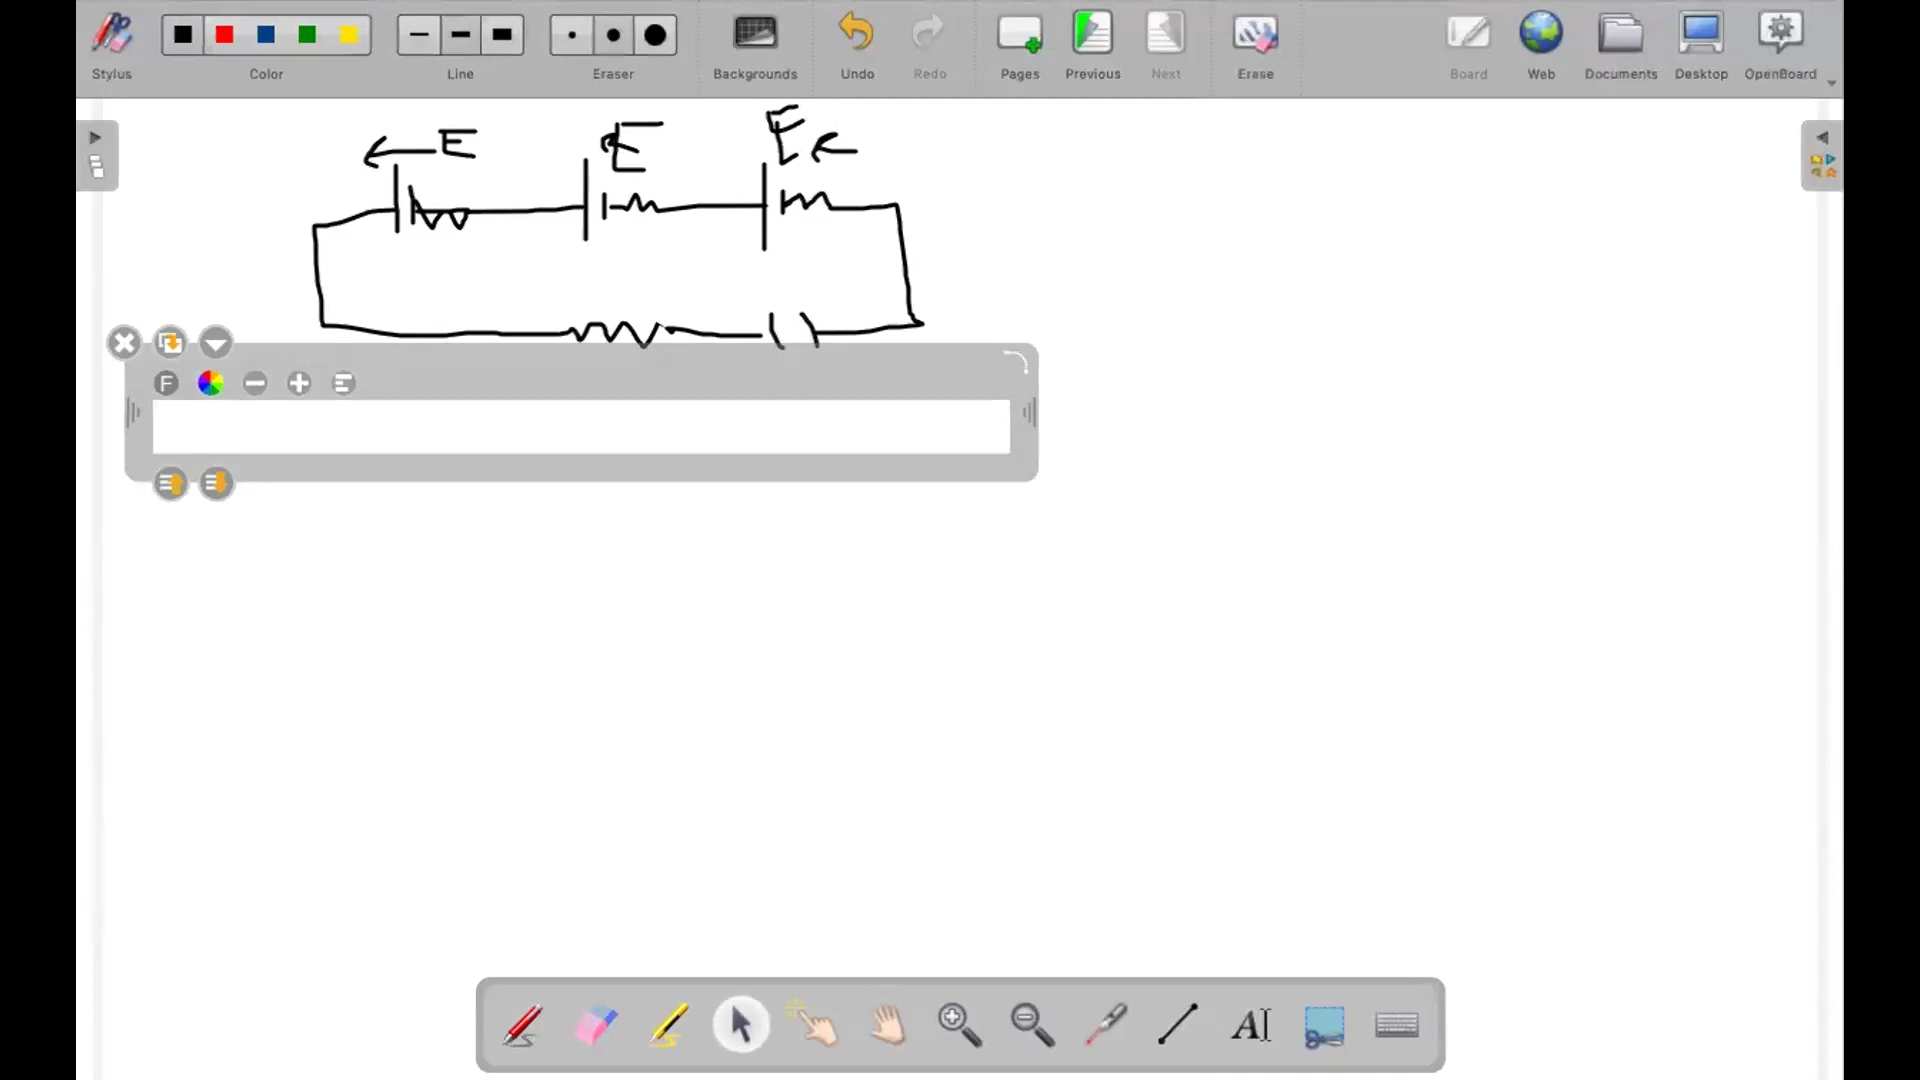 Stylus Color Line Eraser Backgrounds Undo Redo Pages Previous Next Erase Board Web Documents Desktop OpenBoard
E E E
F
A